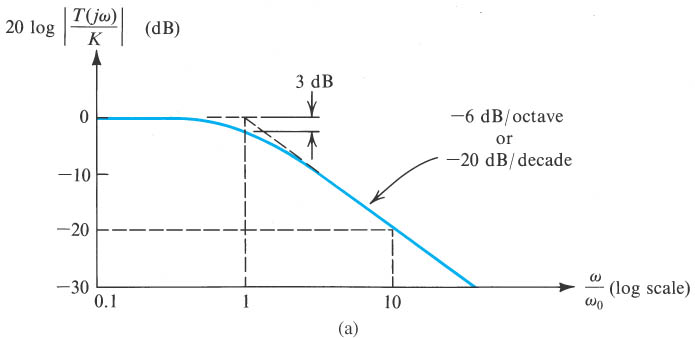 20 log |T(jω)/K| (dB)
3 dB
0
−6 dB/octave
or
−20 dB/decade
−10
−20
−30
0.1
1
10
ω/ω₀ (log scale)
(a)